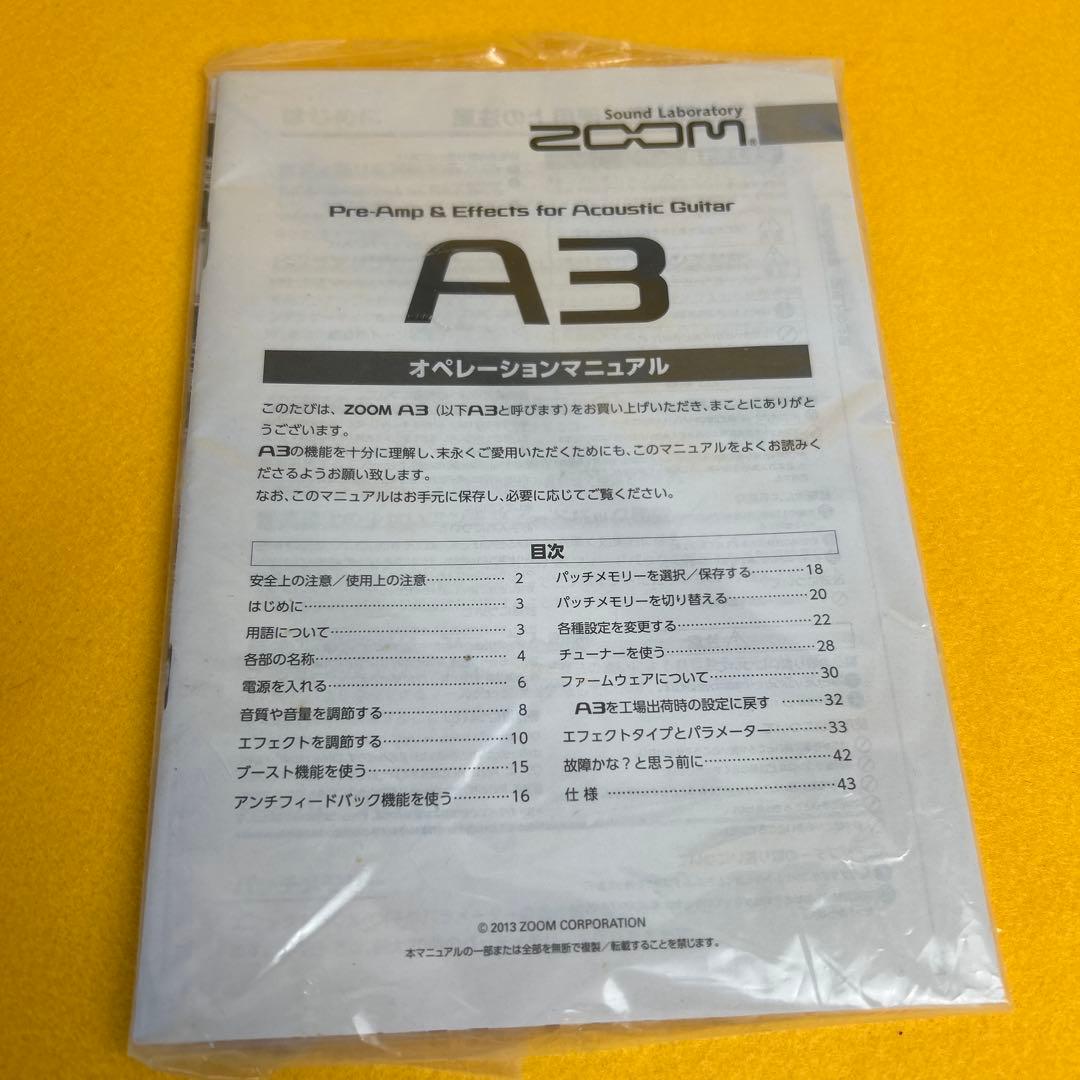 Sound Laboratory
ZOOM®
Pre-Amp & Effects for Acoustic Guitar
A3
オペレーションマニュアル
このたびは、ZOOM A3（以下A3と呼びます）をお買い上げいただき、まことにありがと
うございます。
A3の機能を十分に理解し、末永くご愛用いただくためにも、このマニュアルをよくお読みく
ださるようお願い致します。
なお、このマニュアルはお手元に保存し、必要に応じてご覧ください。
目次
安全上の注意／使用上の注意………………… 2
はじめに………………………………… 3
用語について…………………………… 3
各部の名称……………………………… 4
電源を入れる…………………………… 6
音質や音量を調節する………………… 8
エフェクトを調節する…………………10
ブースト機能を使う……………………15
アンチフィードバック機能を使う…………16
パッチメモリーを選択／保存する…………18
パッチメモリーを切り替える……………20
各種設定を変更する……………………22
チューナーを使う………………………28
ファームウェアについて…………………30
A3を工場出荷時の設定に戻す ………32
エフェクトタイプとパラメーター…………33
故障かな？と思う前に…………………42
仕 様 …………………………………43
© 2013 ZOOM CORPORATION
本マニュアルの一部または全部を無断で複製／転載することを禁じます。